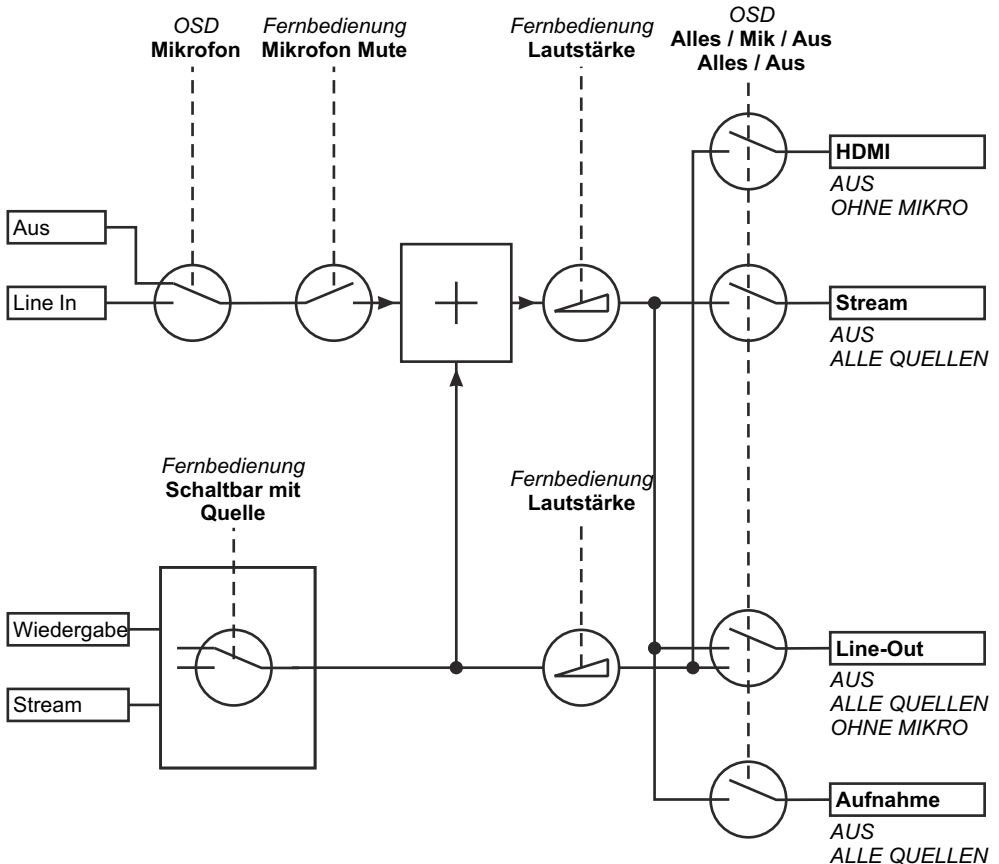 OSD
Mikrofon
Fernbedienung
Mikrofon Mute
Fernbedienung
Lautstärke
OSD
Alles / Mik / Aus
Alles / Aus
HDMI
AUS
OHNE MIKRO
Aus
Line In
Stream
AUS
ALLE QUELLEN
Fernbedienung
Schaltbar mit
Quelle
Fernbedienung
Lautstärke
Wiedergabe
Stream
Line-Out
AUS
ALLE QUELLEN
OHNE MIKRO
Aufnahme
AUS
ALLE QUELLEN